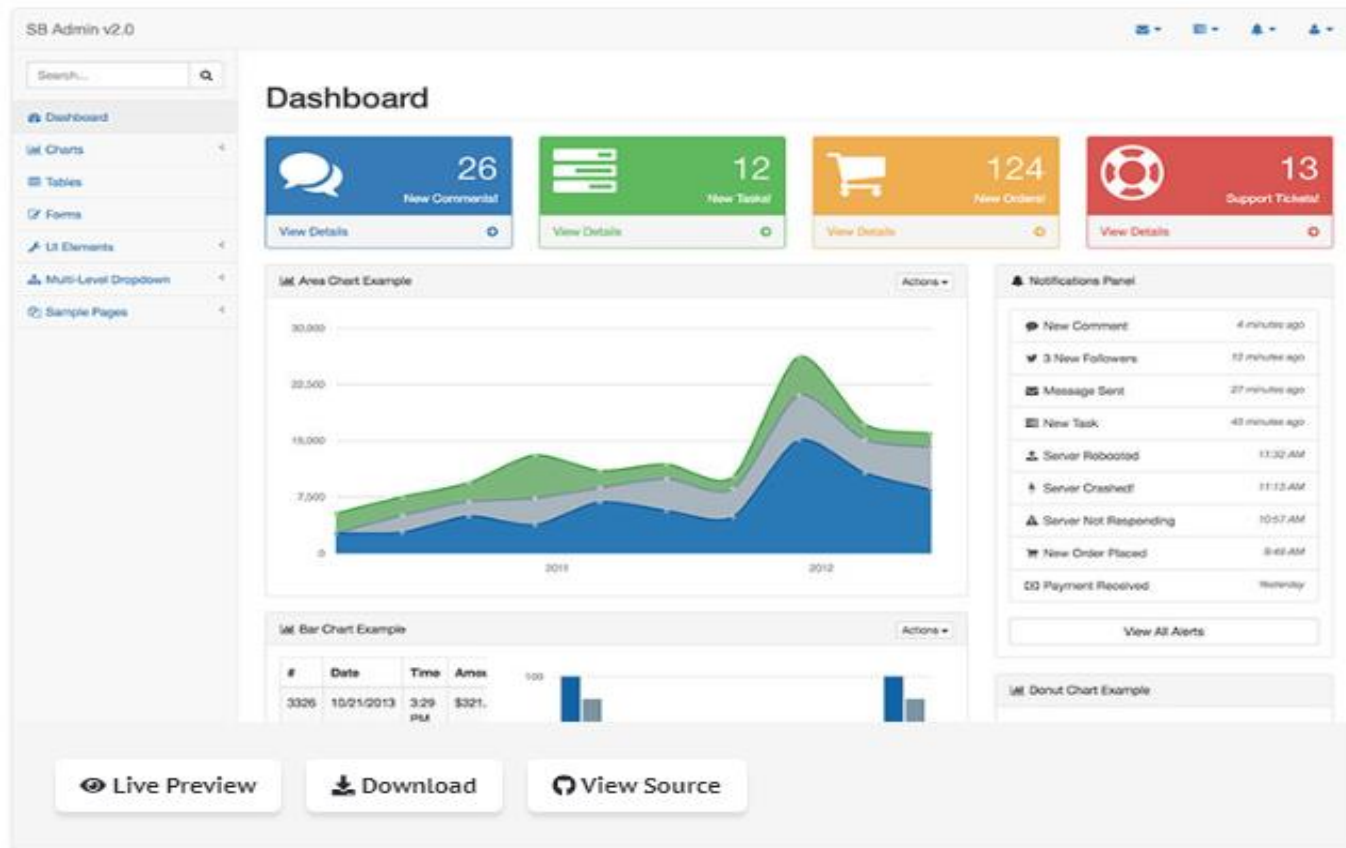 SB Admin v2.0
Search...
Dashboard
Charts
Tables
Forms
UI Elements
Multi-Level Dropdown
Sample Pages
Dashboard
26
New Comments!
View Details
12
New Tasks!
View Details
124
New Orders!
View Details
13
Support Tickets!
View Details
Area Chart Example
Actions
30,000
22,500
15,000
7,500
0
2011
2012
Notifications Panel
New Comment 4 minutes ago
3 New Followers 12 minutes ago
Message Sent 27 minutes ago
New Task 43 minutes ago
Server Rebooted 11:32 AM
Server Crashed! 11:13 AM
Server Not Responding 10:57 AM
New Order Placed 9:49 AM
Payment Received Yesterday
View All Alerts
Bar Chart Example
Actions
# Date Time Amou
3326 10/21/2013 3:29 $321.
PM
100
Donut Chart Example
Live Preview
Download
View Source